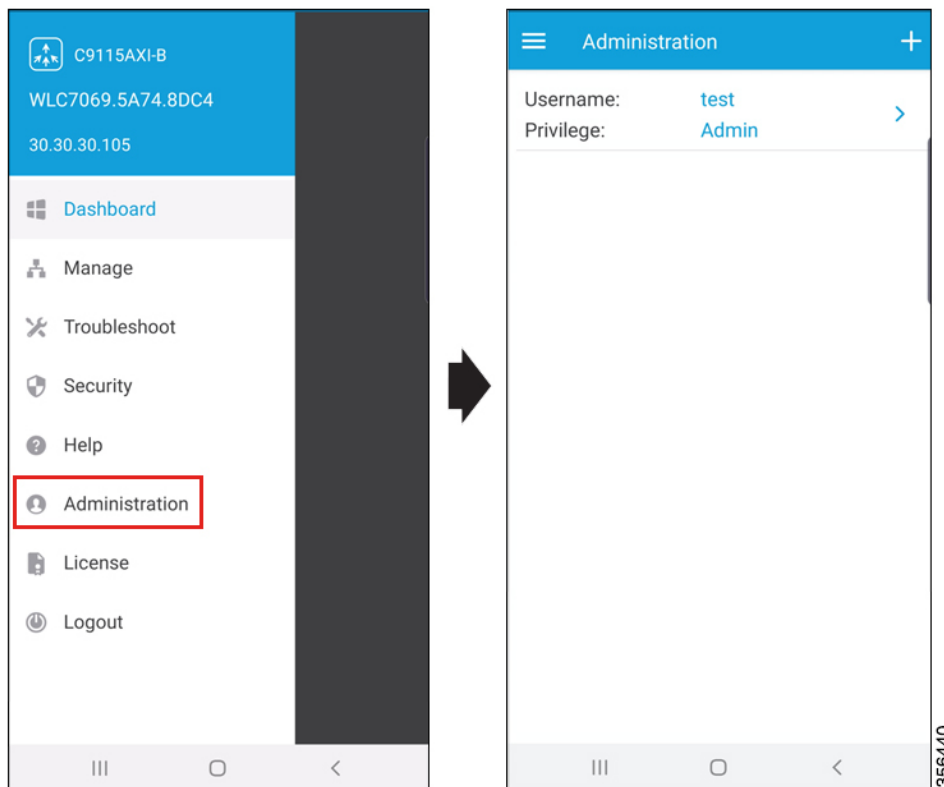 C9115AXI-B
WLC7069.5A74.8DC4
30.30.30.105
Dashboard
Manage
Troubleshoot
Security
Help
Administration
License
Logout
Administration
Username: test
Privilege: Admin
356440